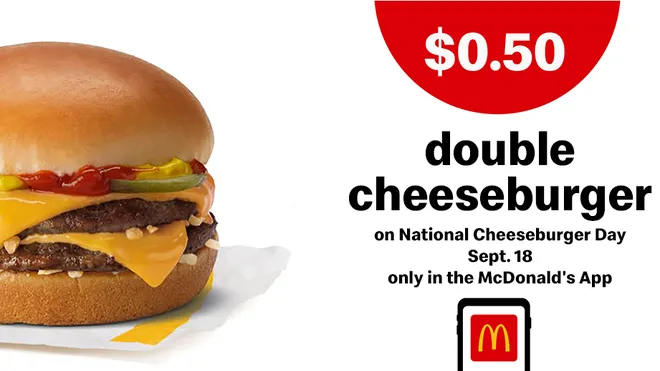 $0.50
double
cheeseburger
on National Cheeseburger Day
Sept. 18
only in the McDonald's App